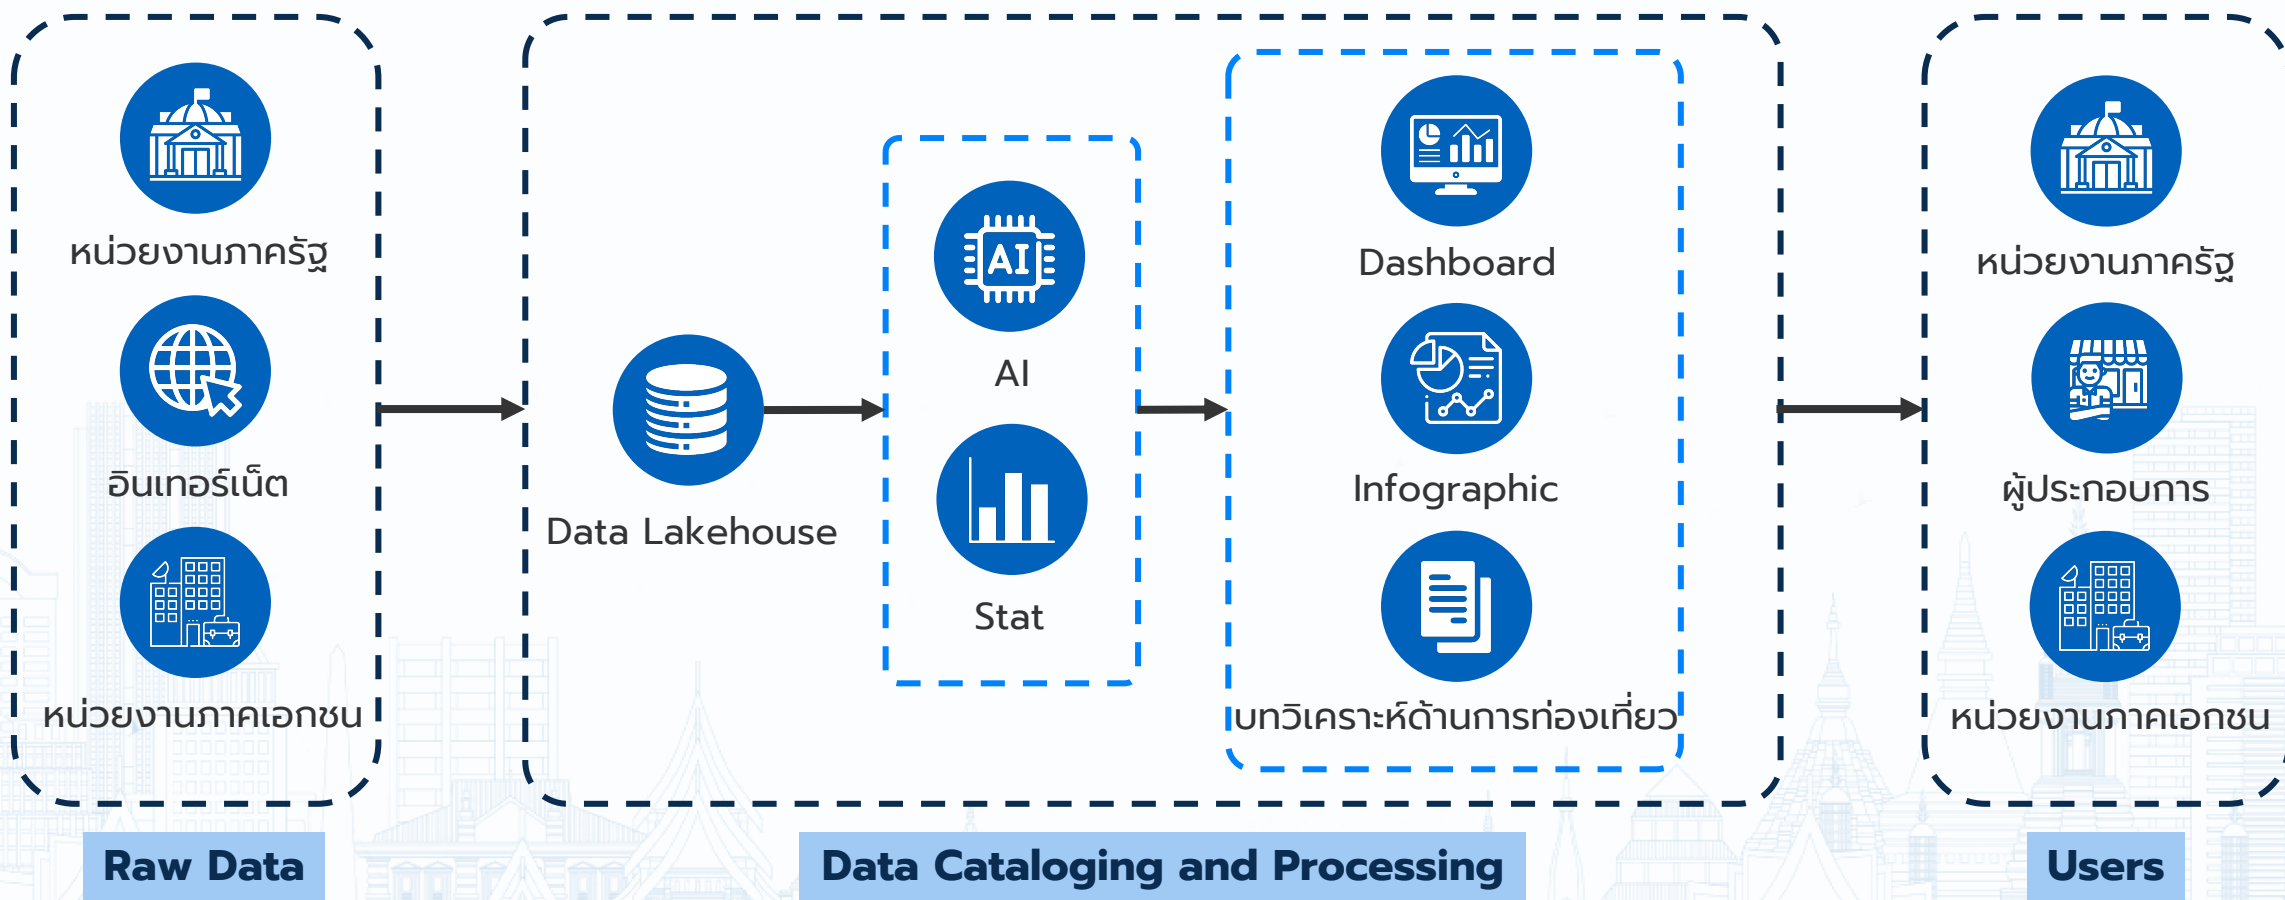 หน่วยงานภาครัฐ
อินเทอร์เน็ต
หน่วยงานภาคเอกชน
Raw Data
Data Lakehouse
AI
AI
Stat
Dashboard
Infographic
บทวิเคราะห์ด้านการท่องเที่ยว
Data Cataloging and Processing
หน่วยงานภาครัฐ
ผู้ประกอบการ
หน่วยงานภาคเอกชน
Users